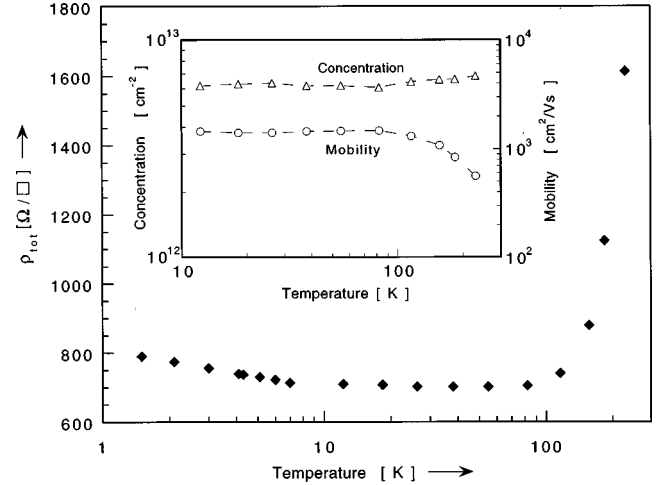 1800
1600
1400
1200
1000
800
600
ρtot [Ω/□]
1
10
100
Temperature [ K ]
10^13
10^12
Concentration [ cm^-2 ]
Concentration
Mobility
10^4
10^3
10^2
Mobility [ cm^2/Vs ]
10
100
Temperature [ K ]